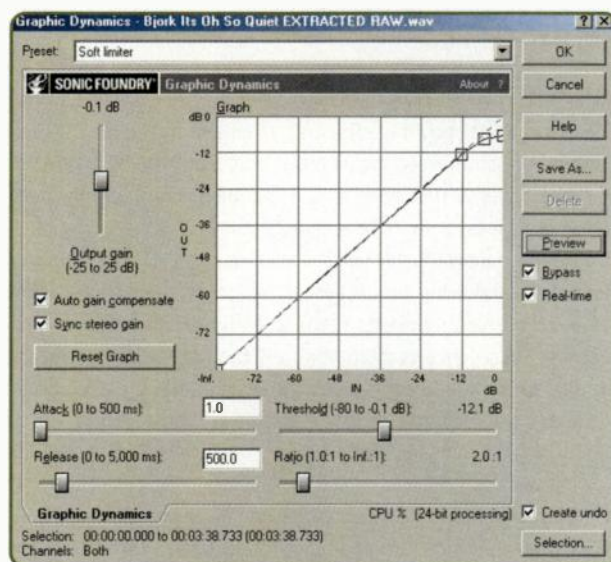 Graphic Dynamics - Bjork Its Oh So Quiet EXTRACTED RAW.wav
Preset: Soft limiter
OK
SONIC FOUNDRY Graphic Dynamics About ?
Cancel
-0.1 dB
Graph
dB 0
Help
-12
Save As...
-24
Delete
-36
OUT
Output gain
(-25 to 25 dB)
-48
Preview
Bypass
Auto gain compensate
-60
Real-time
Sync stereo gain
-72
Reset Graph
-Inf. -72 -60 -48 -36 -24 -12 0
IN dB
Attack (0 to 500 ms): 1.0 Threshold (-80 to -0.1 dB): -12.1 dB
Release (0 to 5,000 ms): 500.0 Ratio (1.0:1 to Inf.:1): 2.0:1
Graphic Dynamics CPU % (24-bit processing)
Create undo
Selection: 00:00:00.000 to 00:03:38.733 (00:03:38.733)
Channels: Both
Selection...